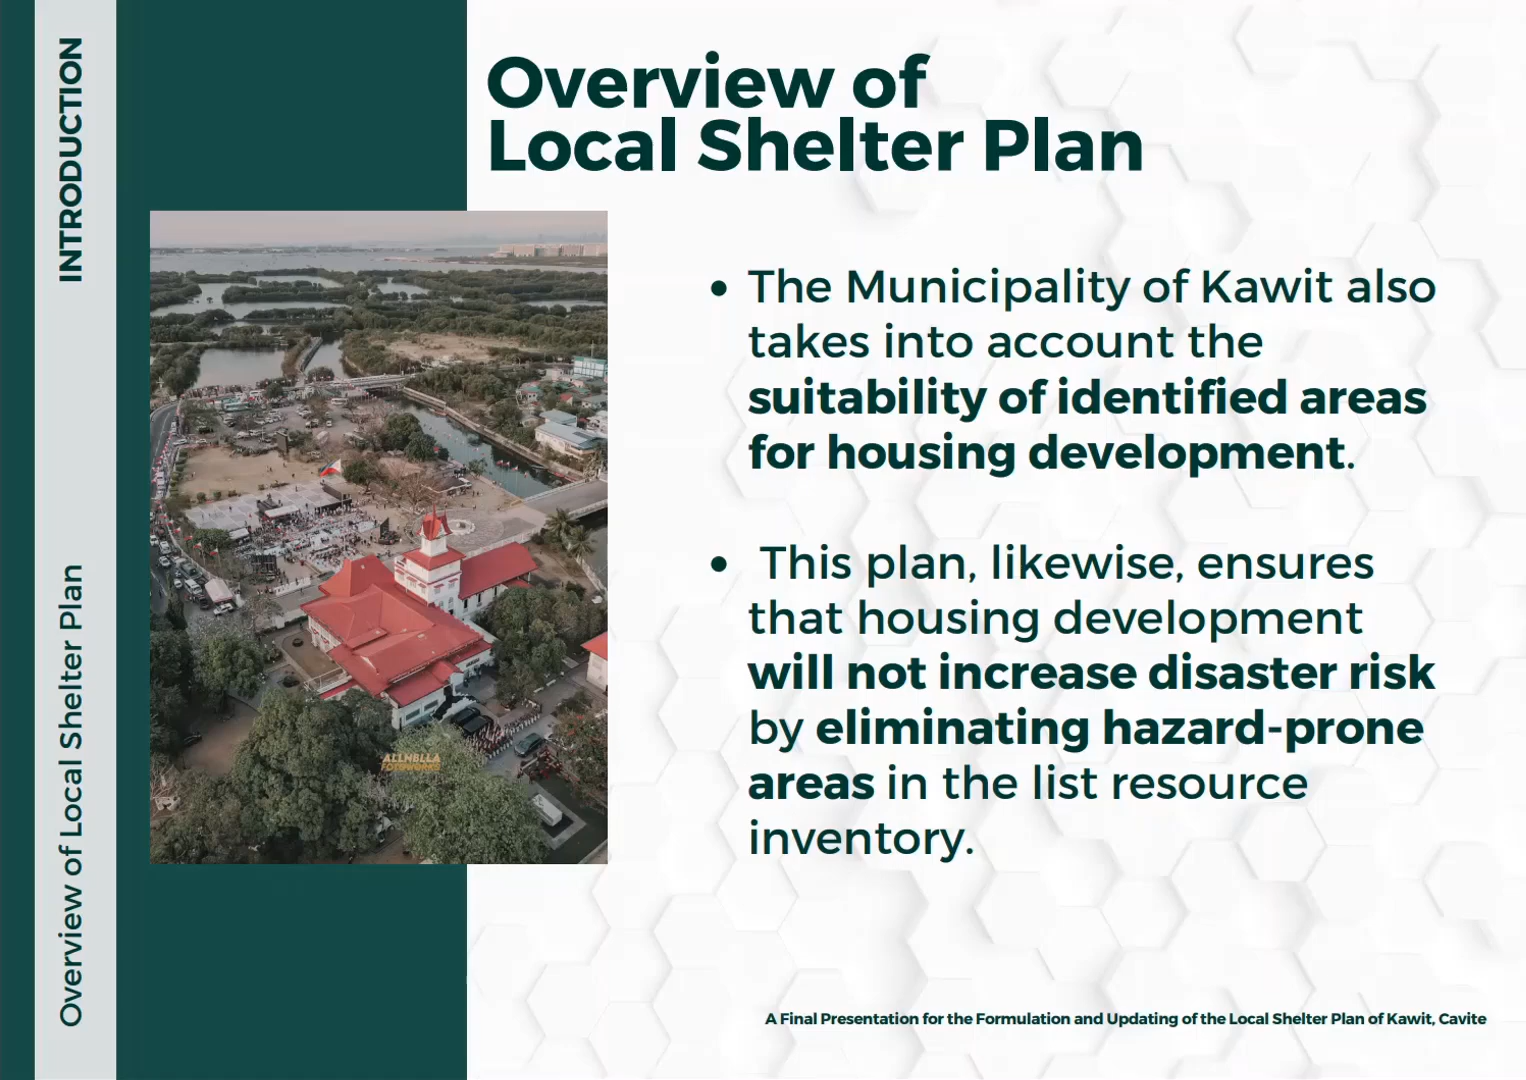 INTRODUCTION
Overview of Local Shelter Plan
Overview of
Local Shelter Plan
• The Municipality of Kawit also
takes into account the
suitability of identified areas
for housing development.
• This plan, likewise, ensures
that housing development
will not increase disaster risk
by eliminating hazard-prone
areas in the list resource
inventory.
ALLNBLLA
FOTOWORKS
A Final Presentation for the Formulation and Updating of the Local Shelter Plan of Kawit, Cavite